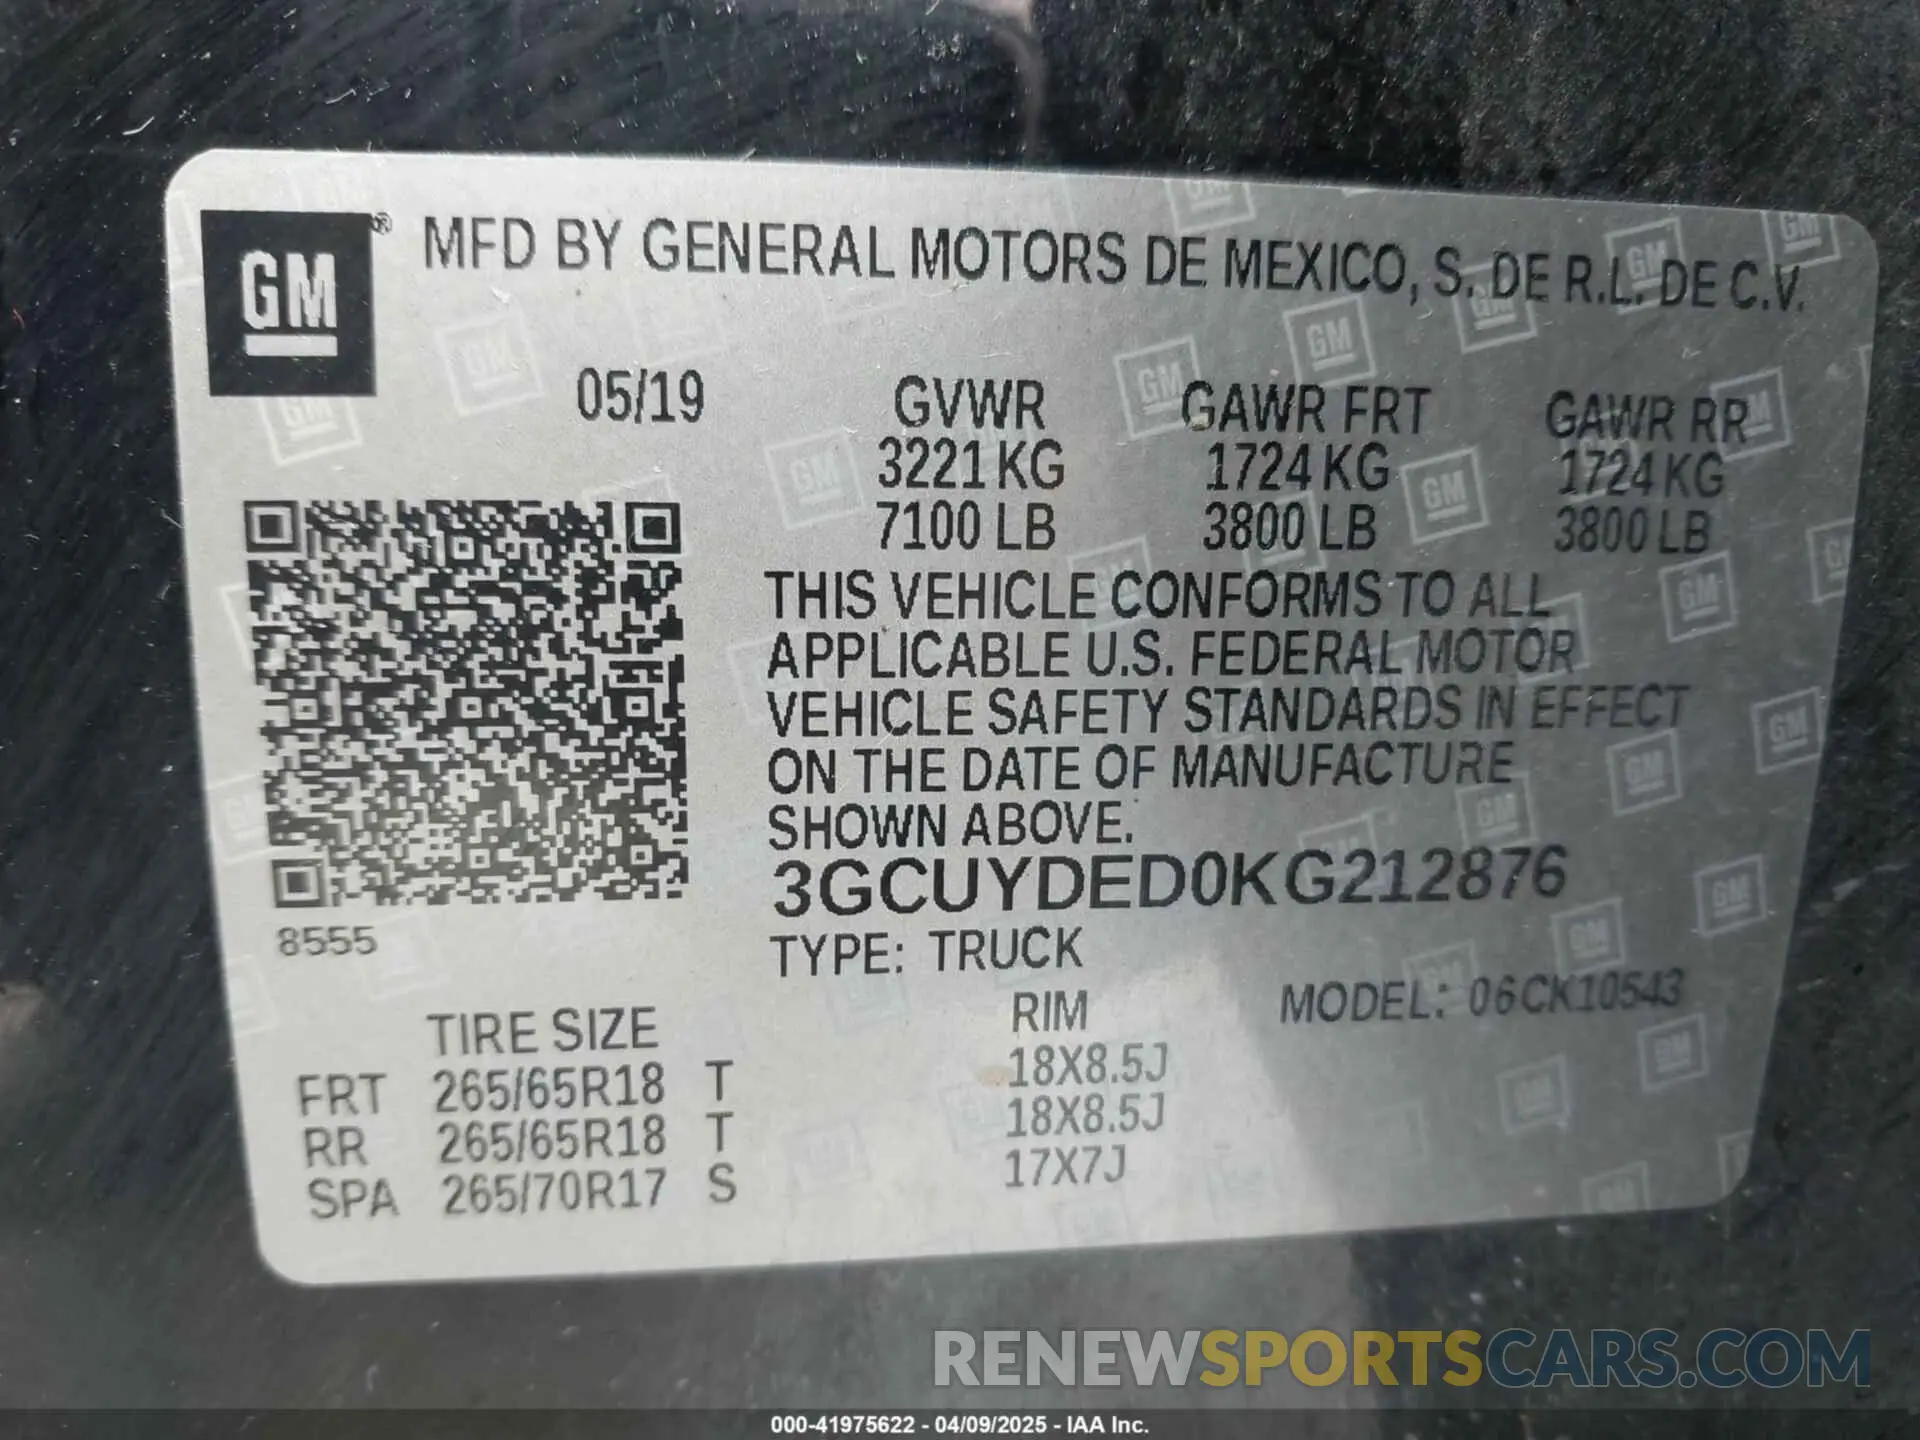 GM ® MFD BY GENERAL MOTORS DE MEXICO, S. DE R.L. DE C.V.
05/19 GVWR GAWR FRT GAWR RR
3221 KG 1724 KG 1724 KG
7100 LB 3800 LB 3800 LB
THIS VEHICLE CONFORMS TO ALL
APPLICABLE U.S. FEDERAL MOTOR
VEHICLE SAFETY STANDARDS IN EFFECT
ON THE DATE OF MANUFACTURE
SHOWN ABOVE.
3GCUYDED0KG212876
8555
TYPE: TRUCK
MODEL: 06CK10543
TIRE SIZE RIM
FRT 265/65R18 T 18X8.5J
RR 265/65R18 T 18X8.5J
SPA 265/70R17 S 17X7J
RENEWSPORTSCARS.COM
000-41975622 - 04/09/2025 - IAA Inc.